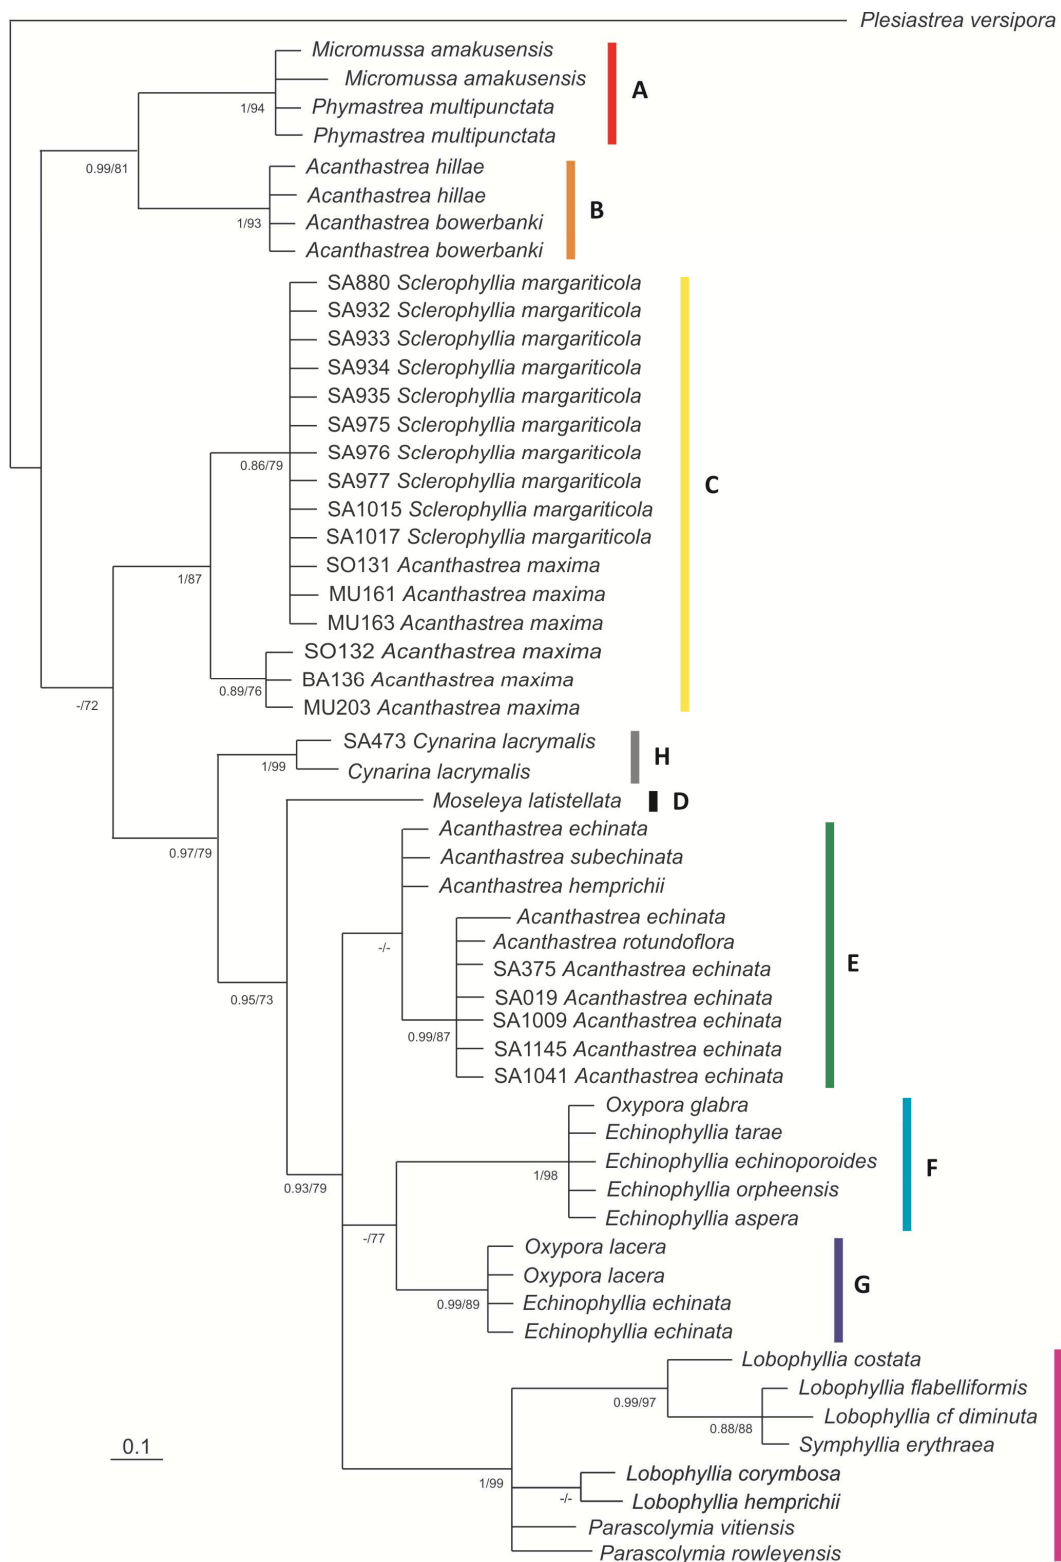 Plesiastrea versipora
Micromussa amakusensis
Micromussa amakusensis
A
1/94
Phymastrea multipunctata
Phymastrea multipunctata
0.99/81
Acanthastrea hillae
Acanthastrea hillae
B
1/93
Acanthastrea bowerbanki
Acanthastrea bowerbanki
SA880 Sclerophyllia margariticola
SA932 Sclerophyllia margariticola
SA933 Sclerophyllia margariticola
SA934 Sclerophyllia margariticola
SA935 Sclerophyllia margariticola
SA975 Sclerophyllia margariticola
SA976 Sclerophyllia margariticola
0.86/79
SA977 Sclerophyllia margariticola
C
SA1015 Sclerophyllia margariticola
SA1017 Sclerophyllia margariticola
SO131 Acanthastrea maxima
1/87
MU161 Acanthastrea maxima
MU163 Acanthastrea maxima
SO132 Acanthastrea maxima
BA136 Acanthastrea maxima
0.89/76
MU203 Acanthastrea maxima
-/72
SA473 Cynarina lacrymalis
H
1/99
Cynarina lacrymalis
Moseleya latistellata
D
Acanthastrea echinata
0.97/79
Acanthastrea subechinata
Acanthastrea hemprichii
Acanthastrea echinata
Acanthastrea rotundoflora
-/-
E
SA375 Acanthastrea echinata
SA019 Acanthastrea echinata
0.95/73
SA1009 Acanthastrea echinata
0.99/87
SA1145 Acanthastrea echinata
SA1041 Acanthastrea echinata
Oxypora glabra
Echinophyllia tarae
Echinophyllia echinoporoides
F
1/98
0.93/79
Echinophyllia orpheensis
Echinophyllia aspera
-/77
Oxypora lacera
Oxypora lacera
G
0.99/89
Echinophyllia echinata
Echinophyllia echinata
Lobophyllia costata
Lobophyllia flabelliformis
0.99/97
Lobophyllia cf diminuta
0.88/88
Symphyllia erythraea
0.1
Lobophyllia corymbosa
1/99
-/-
Lobophyllia hemprichii
Parascolymia vitiensis
Parascolymia rowleyensis